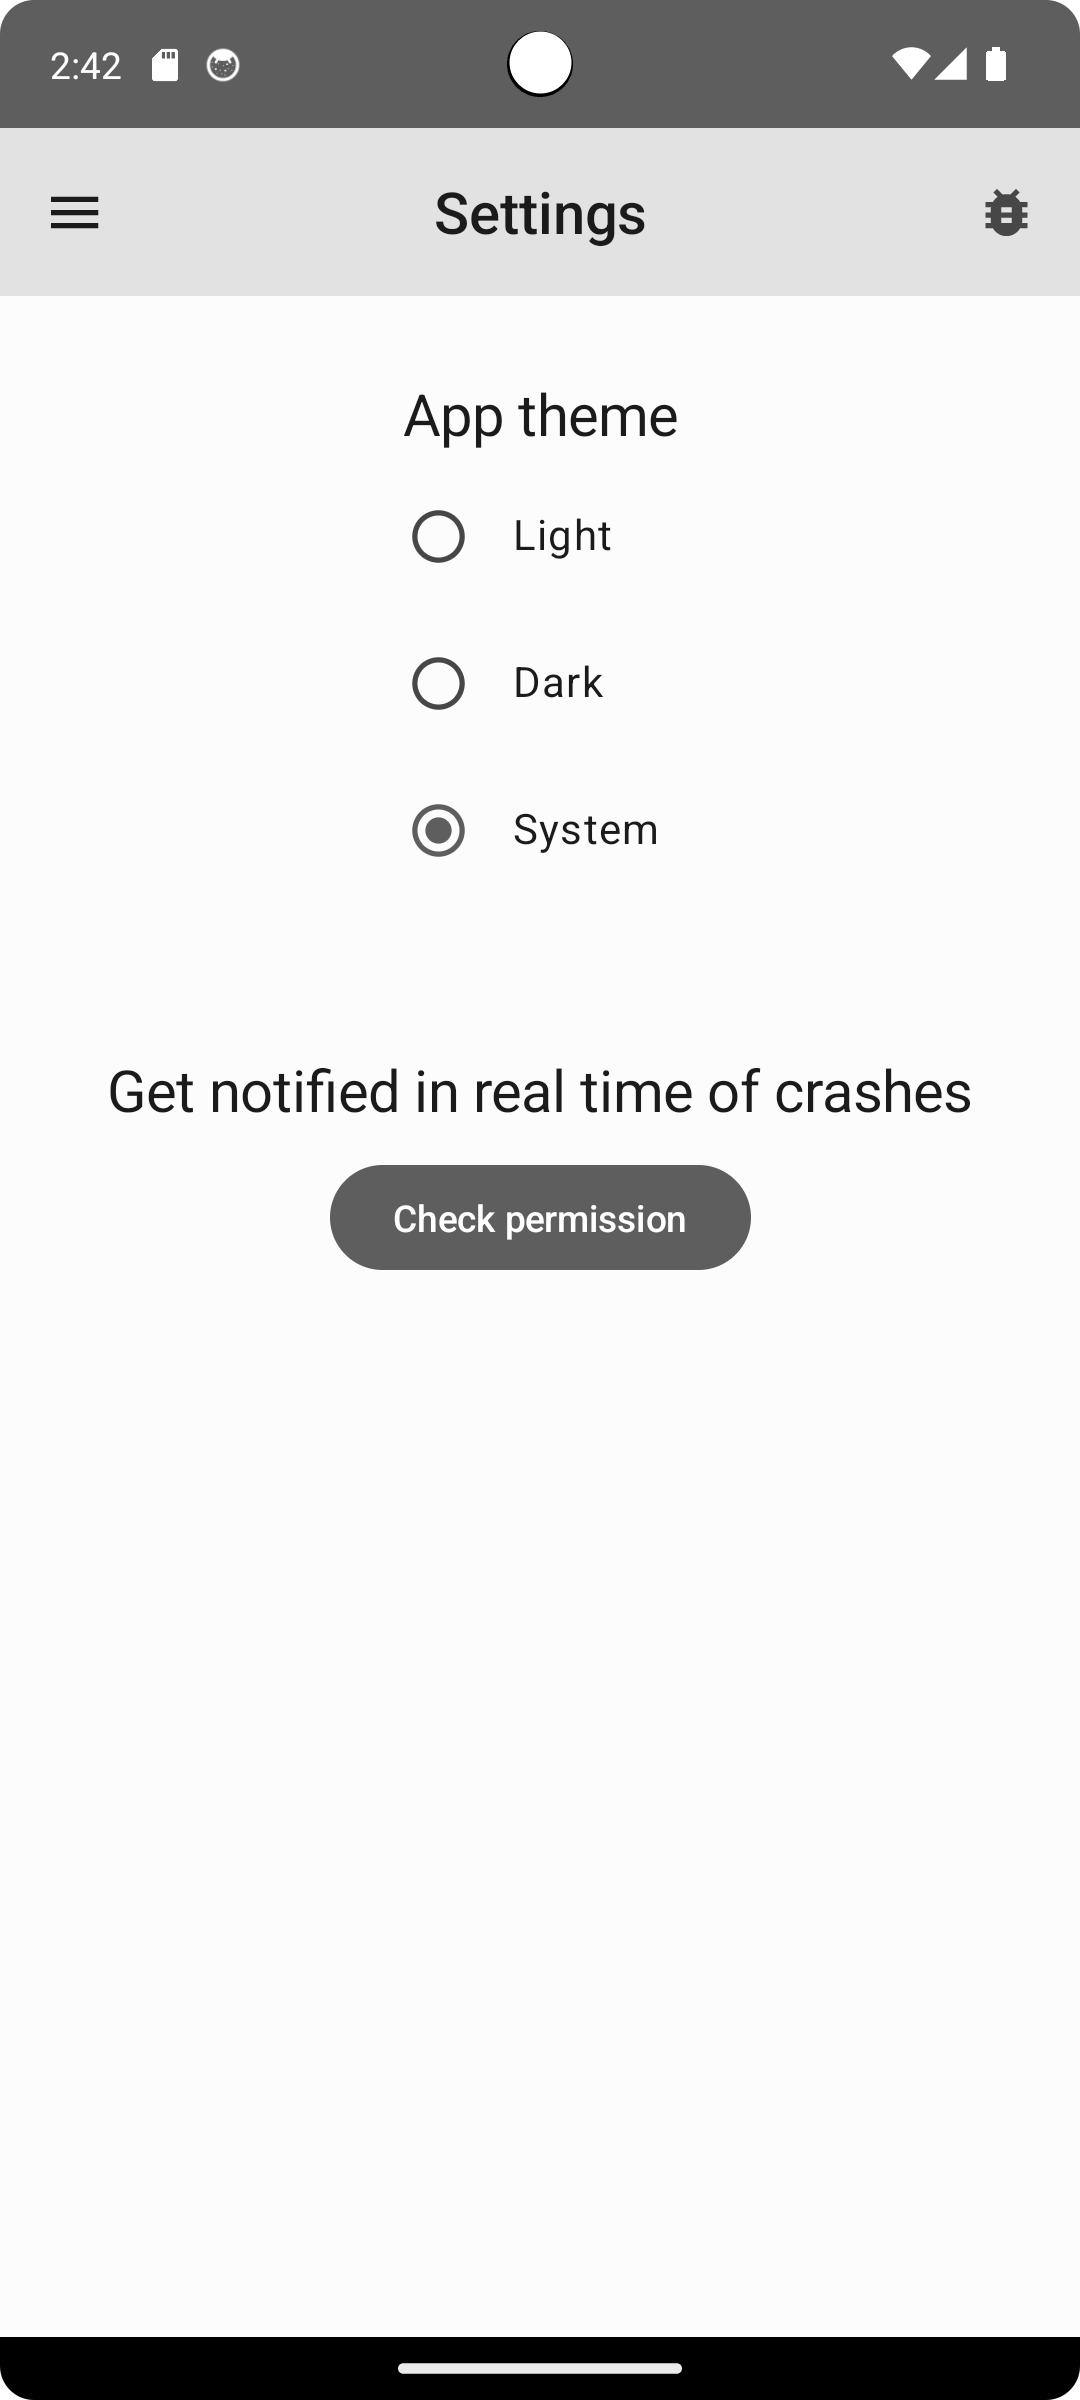 2:42
Settings
App theme
Light
Dark
System
Get notified in real time of crashes
Check permission